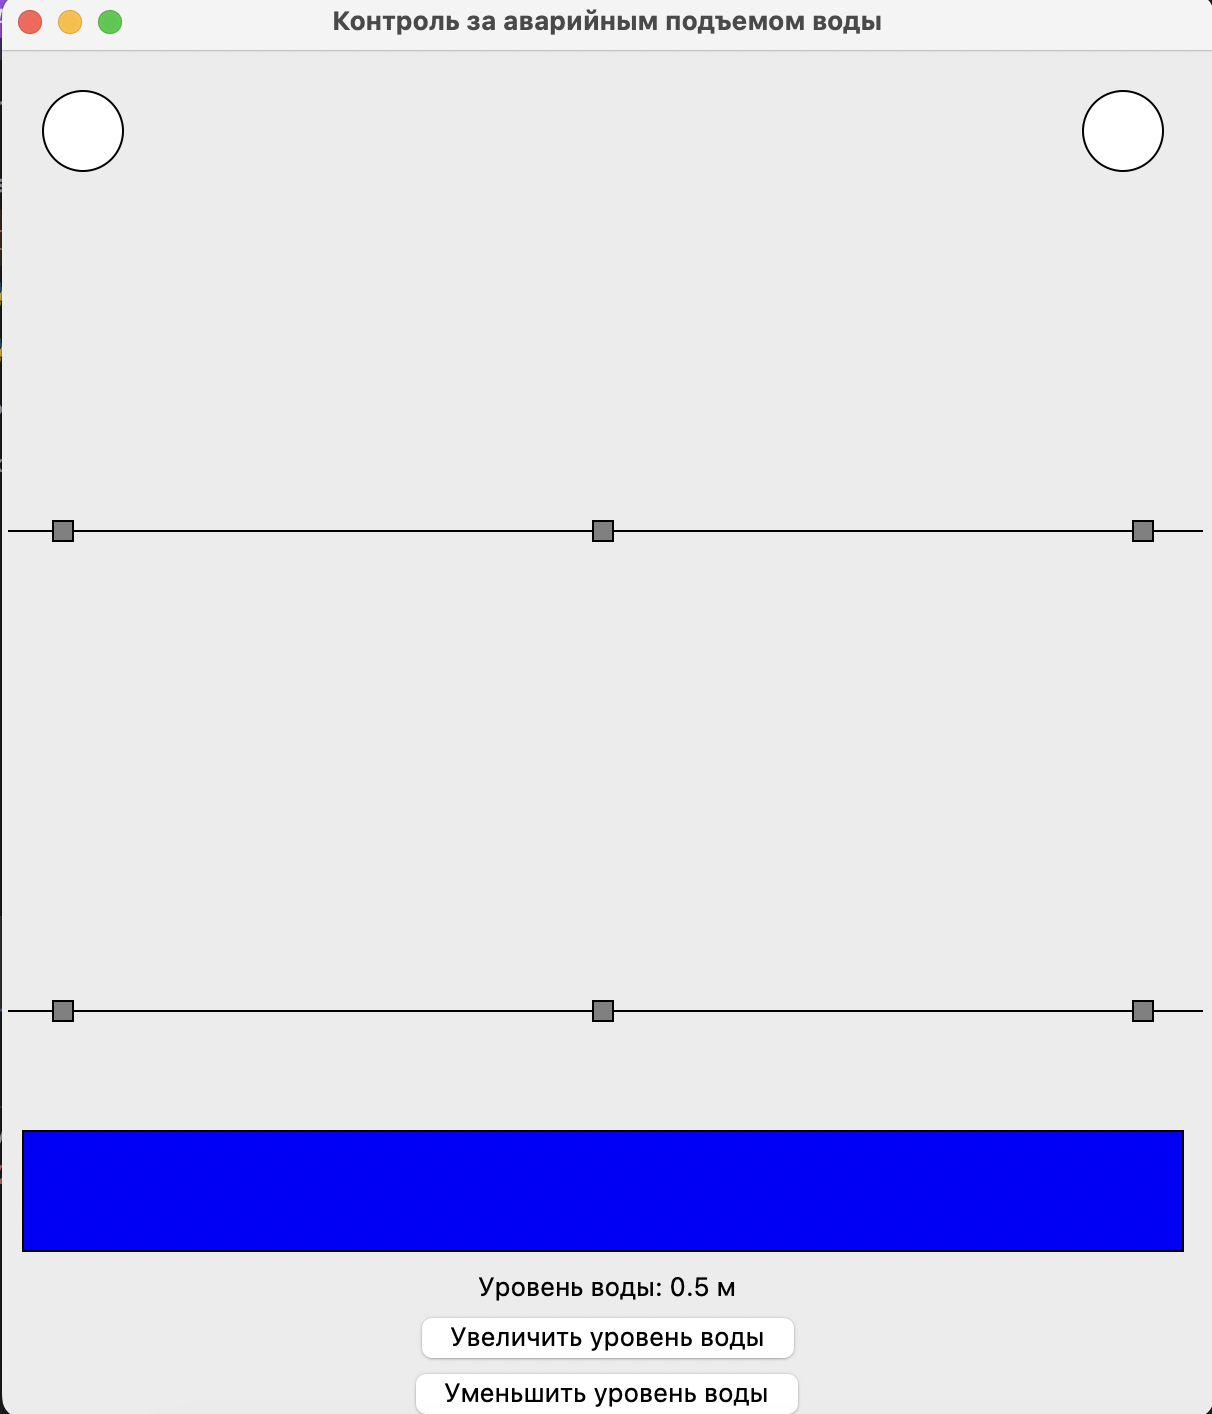 Контроль за аварийным подъемом воды
Уровень воды: 0.5 м
Увеличить уровень воды
Уменьшить уровень воды